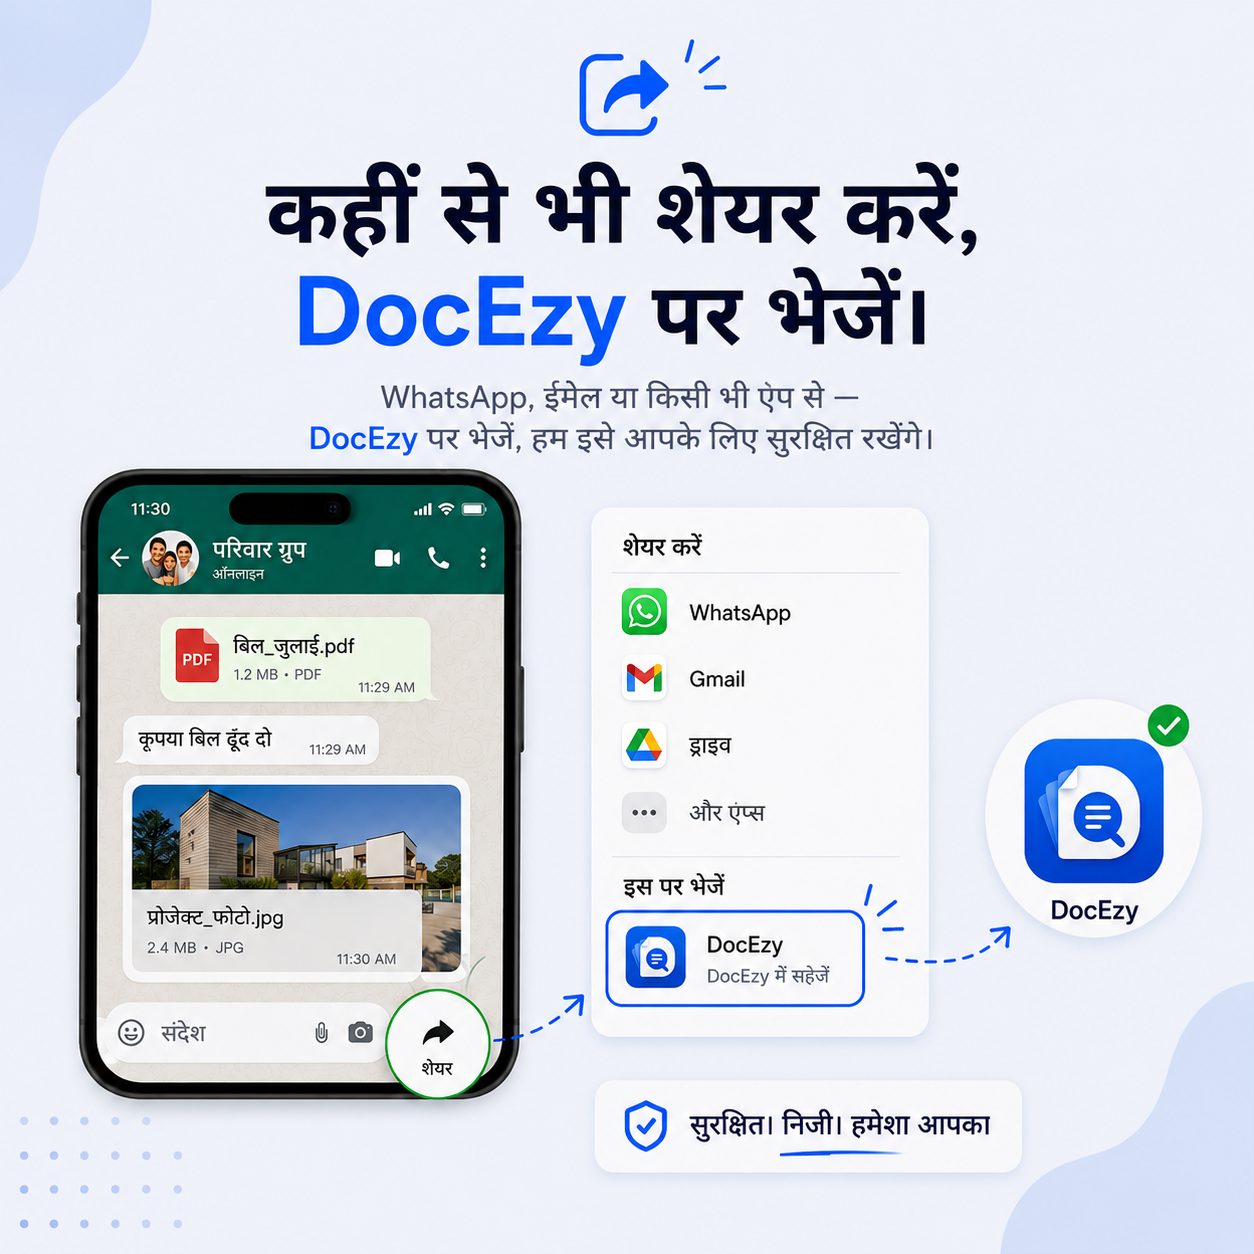 कहीं से भी शेयर करें,
DocEzy पर भेजें।
WhatsApp, ईमेल या किसी भी एंप से —
DocEzy पर भेजें, हम इसे आपके लिए सुरक्षित रखेंगे।
11:30
परिवार ग्रुप
ऑनलाइन
PDF
बिल_जुलाई.pdf
1.2 MB • PDF
11:29 AM
कृपया बिल ढूँद दो
11:29 AM
प्रोजेक्ट_फोटो.jpg
2.4 MB • JPG
11:30 AM
संदेश
शेयर
शेयर करें
WhatsApp
Gmail
ड्राइव
और एंप्स
इस पर भेजें
DocEzy
DocEzy में सहेजें
DocEzy
सुरक्षित। निजी। हमेशा आपका